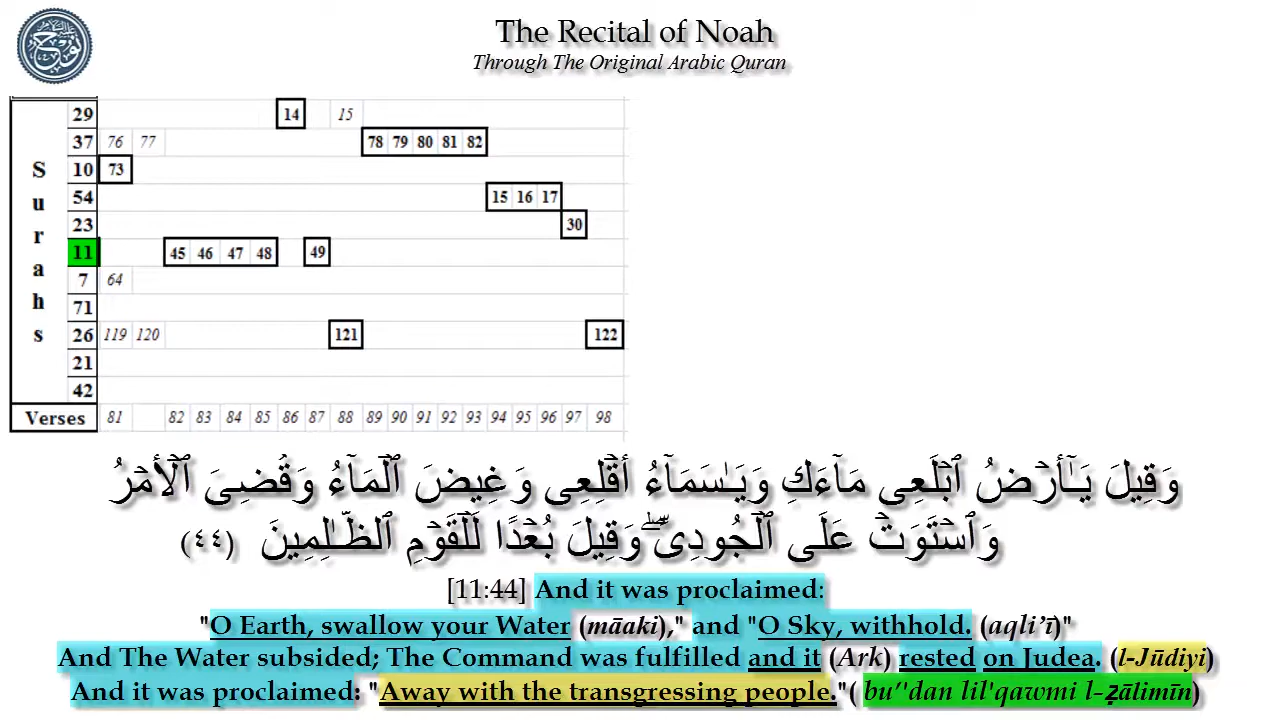 نوح
The Recital of Noah
Through The Original Arabic Quran
Surahs
29 14 15
37 76 77 78 79 80 81 82
10 73
54 15 16 17
23 30
11 45 46 47 48 49
7 64
71
26 119 120 121 122
21
42
Verses 81 82 83 84 85 86 87 88 89 90 91 92 93 94 95 96 97 98
وَقِيلَ يَـٰٓأَرۡضُ ٱبۡلَعِى مَآءَكِ وَيَـٰسَمَآءُ أَقۡلِعِى وَغِيضَ ٱلۡمَآءُ وَقُضِىَ ٱلۡأَمۡرُ
وَٱسۡتَوَتۡ عَلَى ٱلۡجُودِىِّۖ وَقِيلَ بُعۡدًا لِّلۡقَوۡمِ ٱلظَّـٰلِمِينَ (٤٤)
[11:44] And it was proclaimed:
"O Earth, swallow your Water (māaki)," and "O Sky, withhold. (aqli’ī)"
And The Water subsided; The Command was fulfilled and it (Ark) rested on Judea. (l-Jūdiyi)
And it was proclaimed: "Away with the transgressing people."( bu’'dan lil'qawmi l-ẓālimīn)